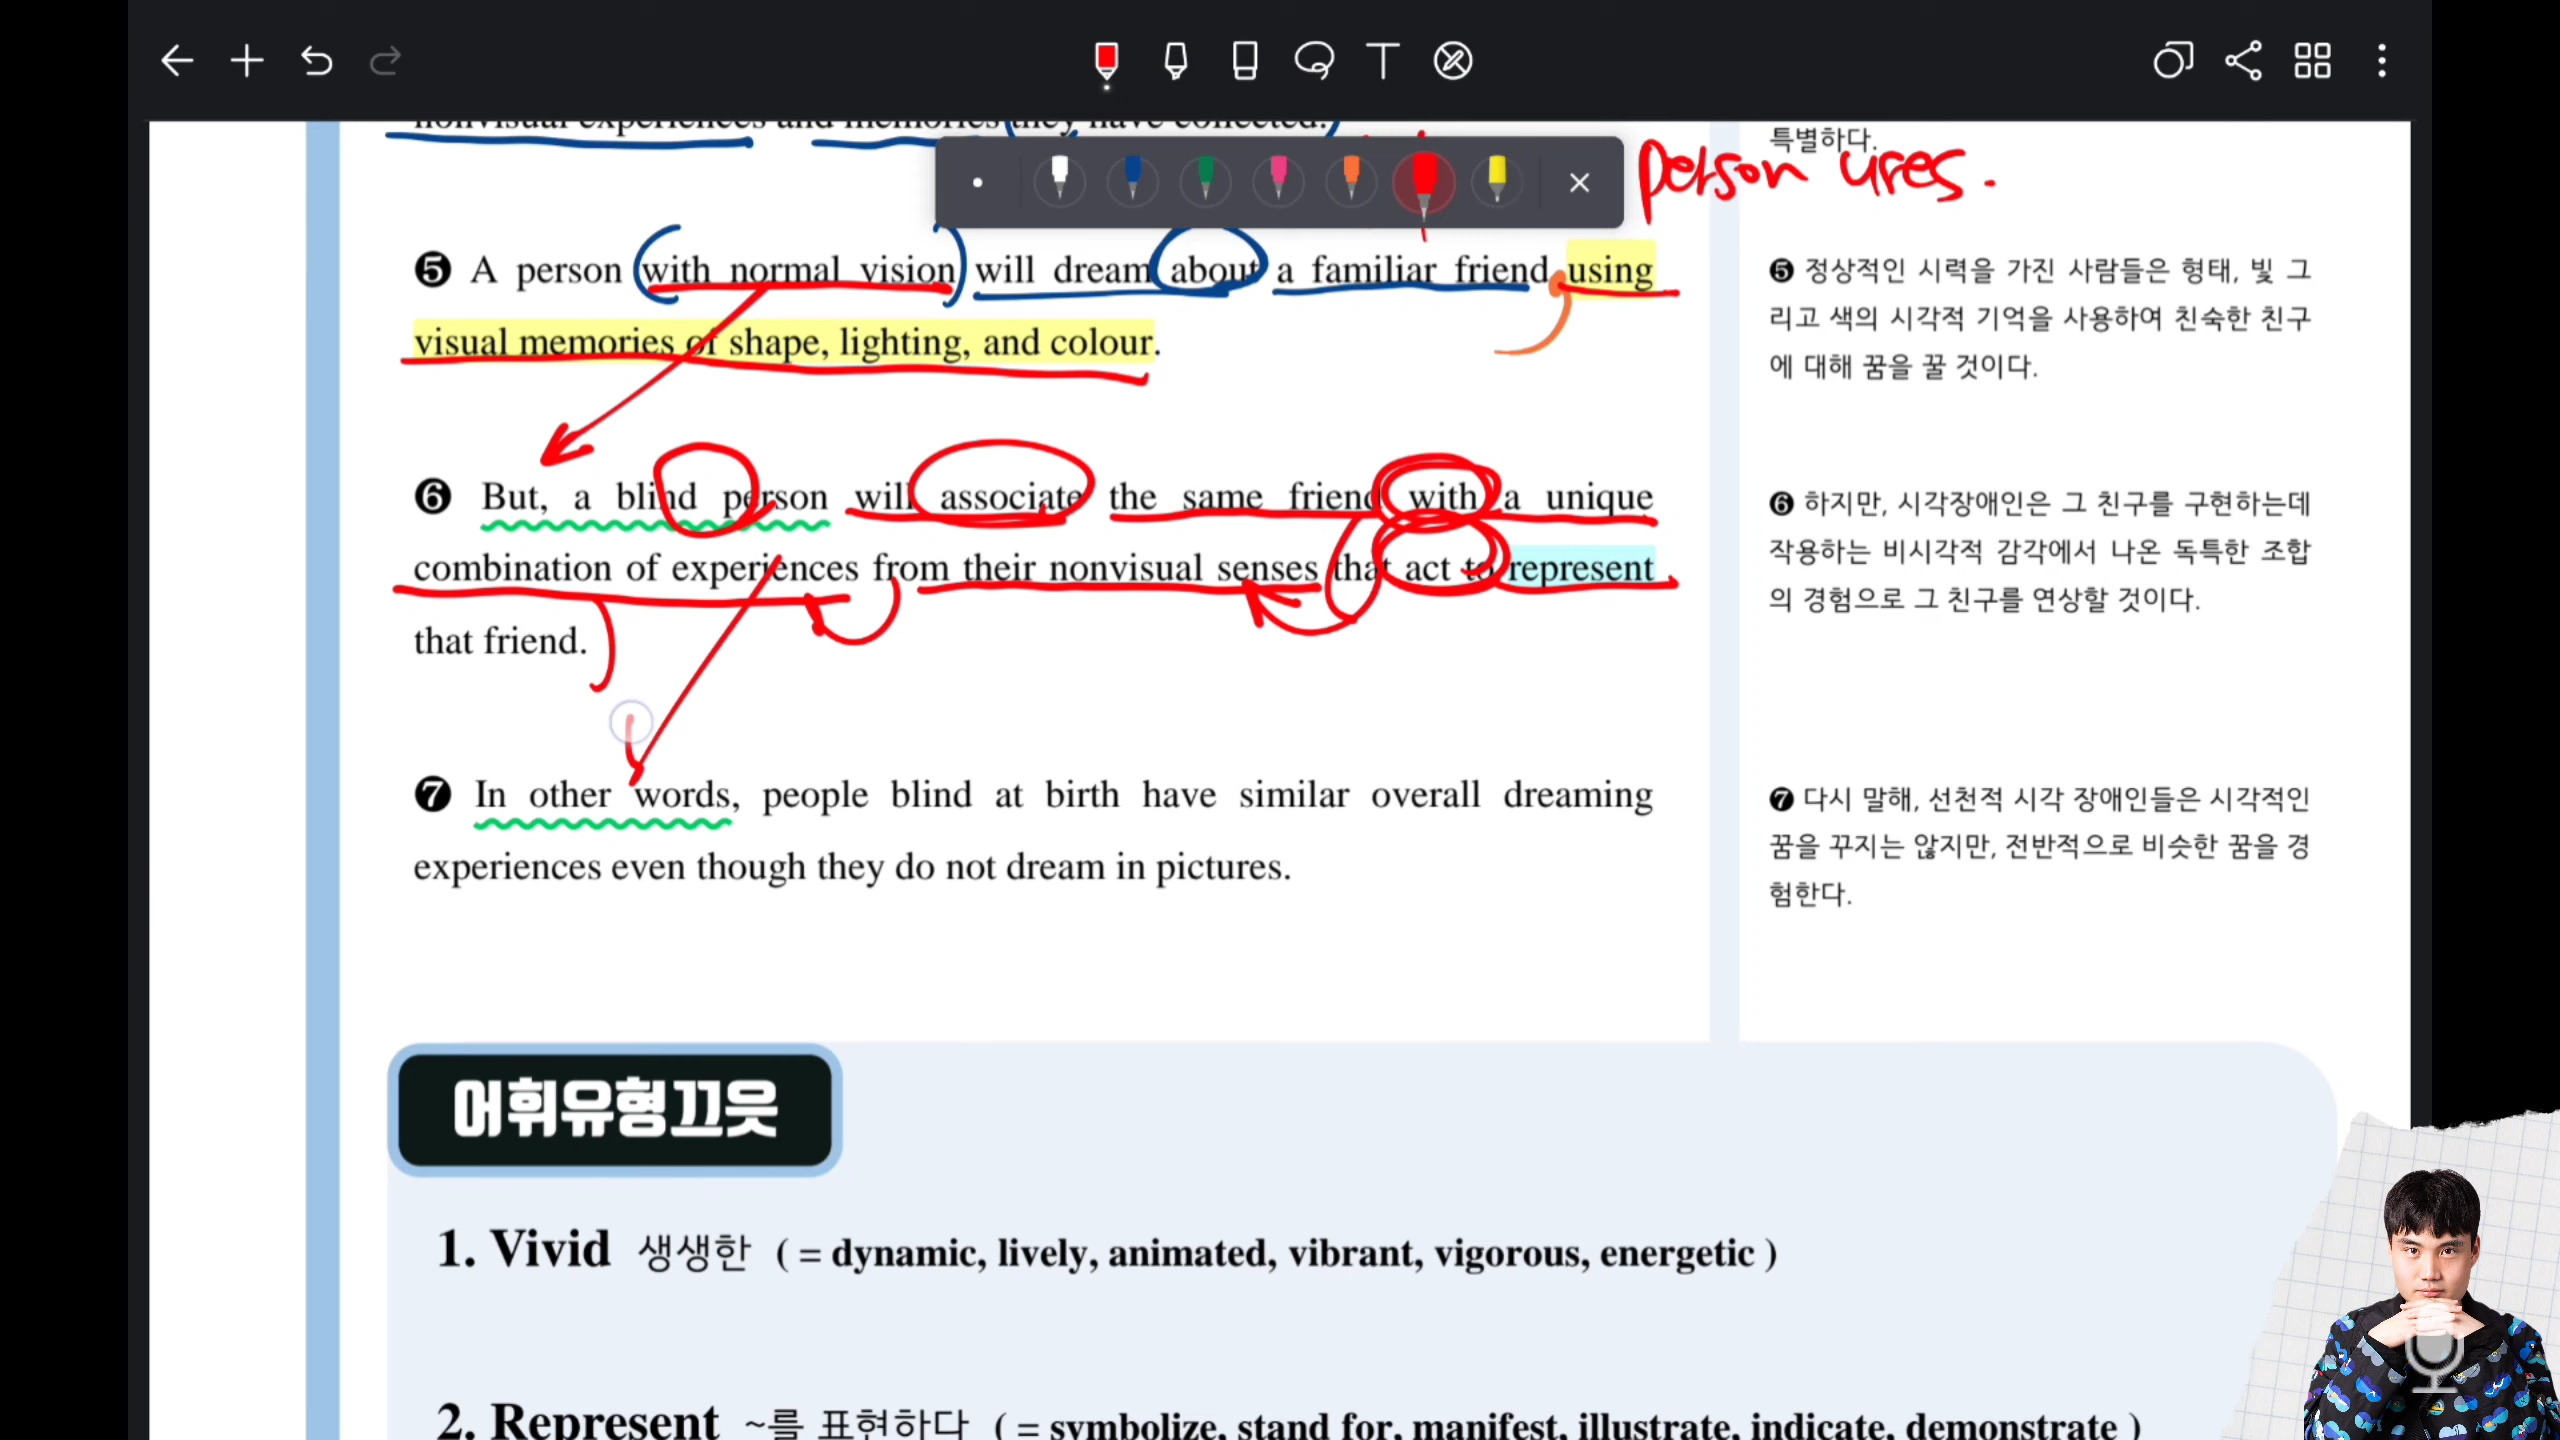 nonvisual experiences and memories they have collected.
특별하다.
person uses.
❺ A person with normal vision will dream about a familiar friend using
visual memories of shape, lighting, and colour.
❺ 정상적인 시력을 가진 사람들은 형태, 빛 그
리고 색의 시각적 기억을 사용하여 친숙한 친구
에 대해 꿈을 꿀 것이다.
❻ But, a blind person will associate the same friend with a unique
combination of experiences from their nonvisual senses that act to represent
that friend.
❻ 하지만, 시각장애인은 그 친구를 구현하는데
작용하는 비시각적 감각에서 나온 독특한 조합
의 경험으로 그 친구를 연상할 것이다.
❼ In other words, people blind at birth have similar overall dreaming
experiences even though they do not dream in pictures.
❼ 다시 말해, 선천적 시각 장애인들은 시각적인
꿈을 꾸지는 않지만, 전반적으로 비슷한 꿈을 경
험한다.
어휘유형끄읏
1. Vivid 생생한 ( = dynamic, lively, animated, vibrant, vigorous, energetic )
2. Represent ~를 표현하다 ( = symbolize, stand for, manifest, illustrate, indicate, demonstrate )